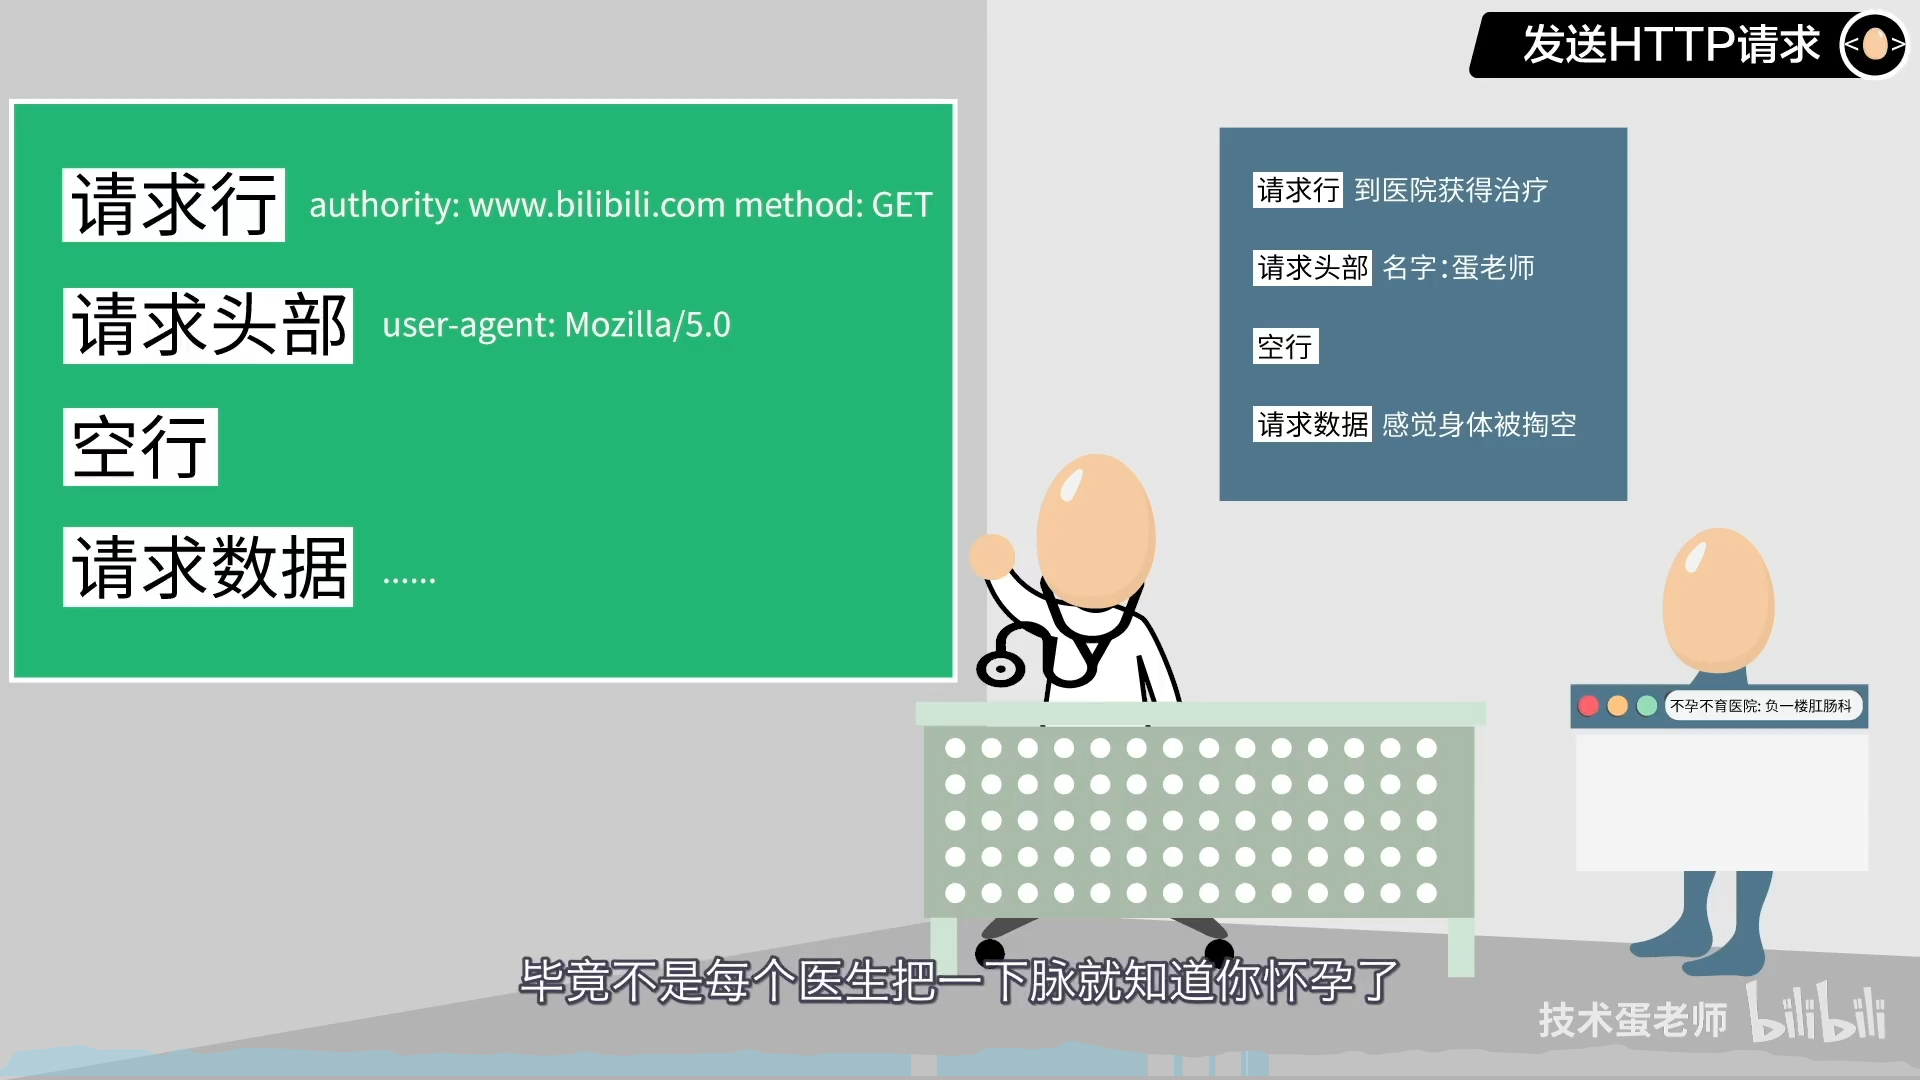 发送HTTP请求
< >
请求行 authority: www.bilibili.com method: GET
请求头部 user-agent: Mozilla/5.0
空行
请求数据 ......
请求行 到医院获得治疗
请求头部 名字：蛋老师
空行
请求数据 感觉身体被掏空
不孕不育医院: 负一楼肛肠科
毕竟不是每个医生把一下脉就知道你怀孕了
技术蛋老师 bilibili